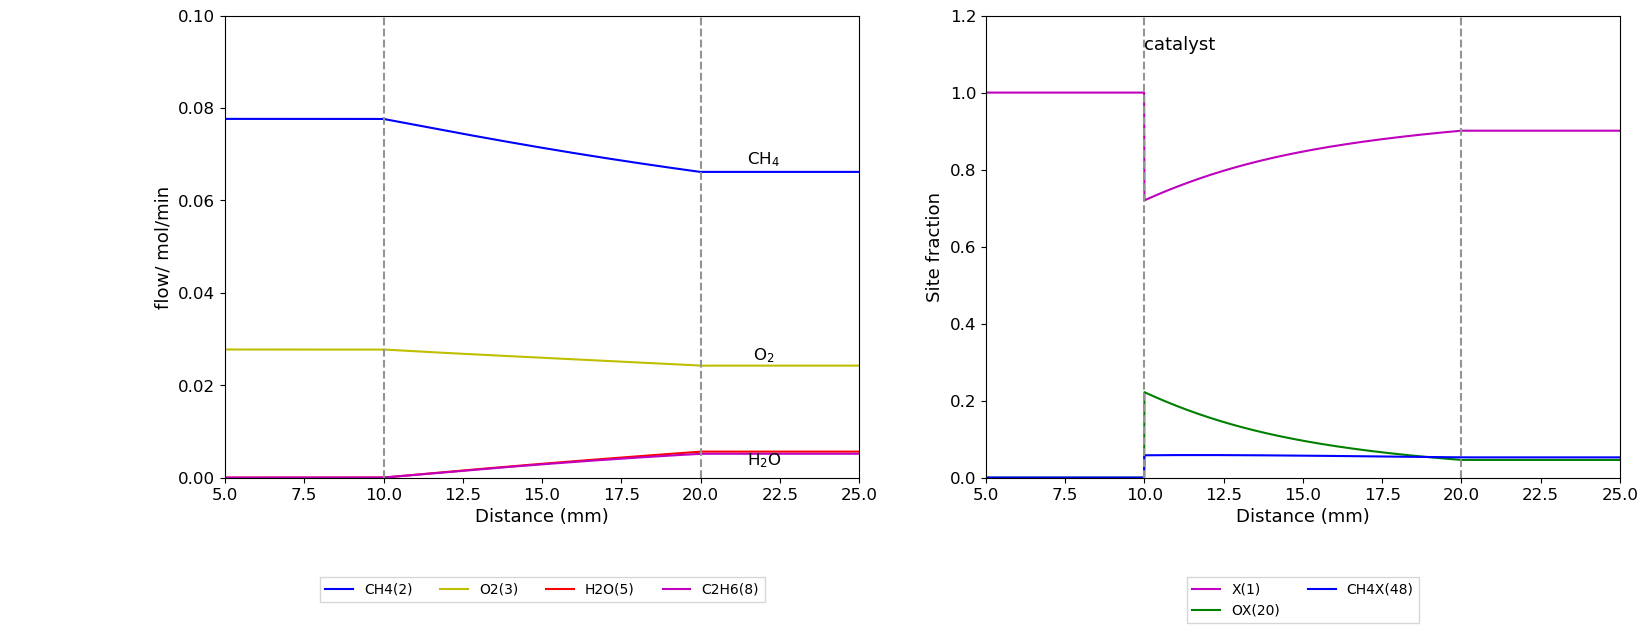 0.10
0.08
0.06
0.04
0.02
0.00
flow/ mol/min
CH₄
O₂
H₂O
5.0 7.5 10.0 12.5 15.0 17.5 20.0 22.5 25.0
Distance (mm)
CH4(2) O2(3) H2O(5) C2H6(8)
1.2
1.0
0.8
0.6
0.4
0.2
0.0
Site fraction
catalyst
5.0 7.5 10.0 12.5 15.0 17.5 20.0 22.5 25.0
Distance (mm)
X(1) CH4X(48)
OX(20)